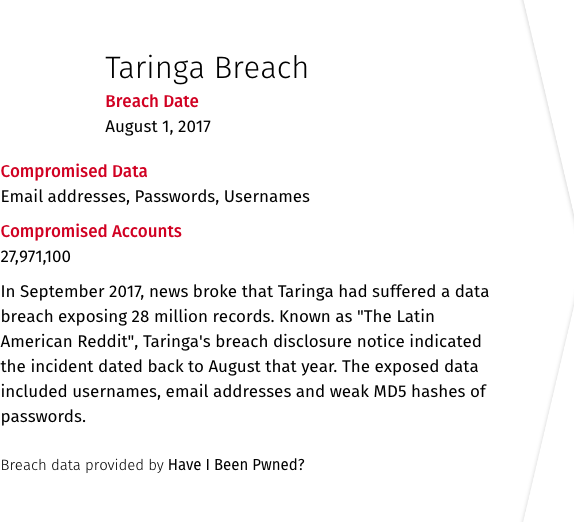 Taringa Breach
Breach Date
August 1, 2017
Compromised Data
Email addresses, Passwords, Usernames
Compromised Accounts
27,971,100
In September 2017, news broke that Taringa had suffered a data
breach exposing 28 million records. Known as "The Latin
American Reddit", Taringa's breach disclosure notice indicated
the incident dated back to August that year. The exposed data
included usernames, email addresses and weak MD5 hashes of
passwords.
Breach data provided by Have I Been Pwned?